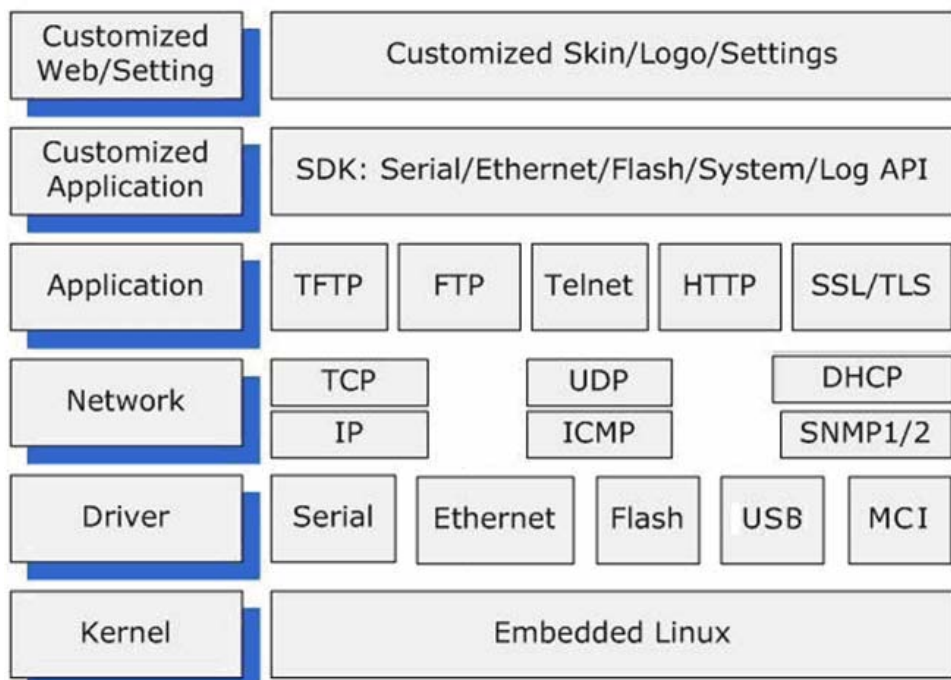 Customized
Web/Setting
Customized Skin/Logo/Settings
Customized
Application
SDK: Serial/Ethernet/Flash/System/Log API
Application
TFTP
FTP
Telnet
HTTP
SSL/TLS
Network
TCP
UDP
DHCP
IP
ICMP
SNMP1/2
Driver
Serial
Ethernet
Flash
USB
MCI
Kernel
Embedded Linux